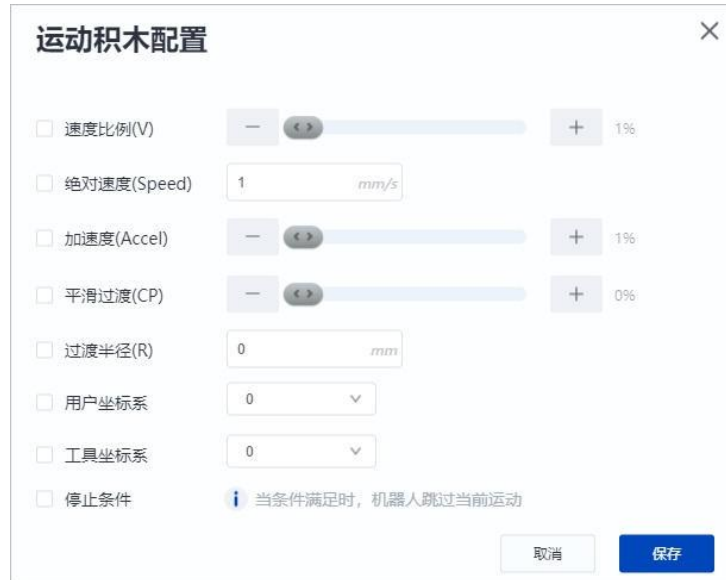 运动积木配置
速度比例(V) 1%
绝对速度(Speed) 1 mm/s
加速度(Accel) 1%
平滑过渡(CP) 0%
过渡半径(R) 0 mm
用户坐标系 0
工具坐标系 0
停止条件 当条件满足时，机器人跳过当前运动
取消 保存